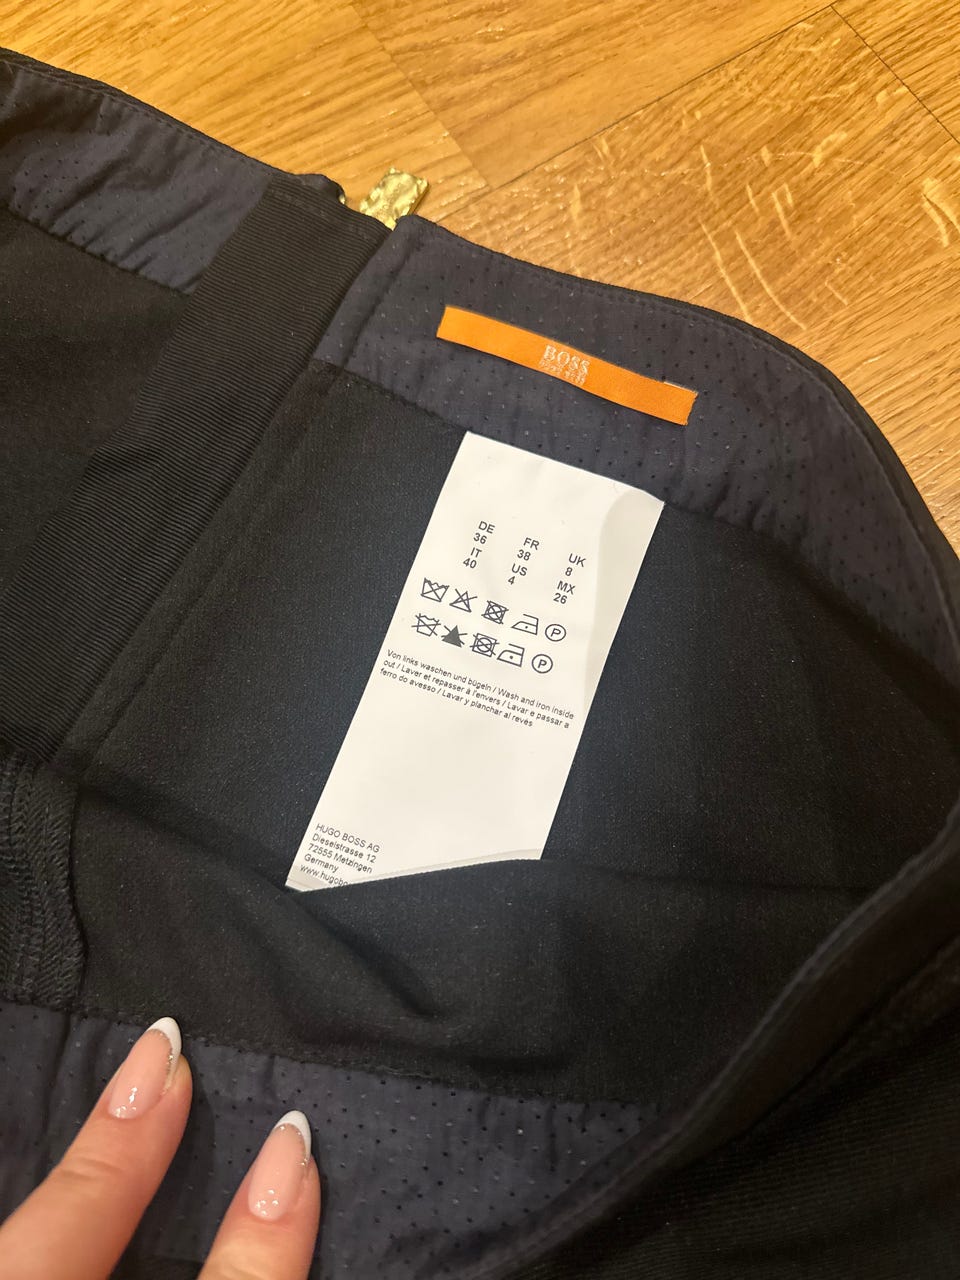 BOSS
DE
36
FR
38
UK
8
IT
40
US
4
MX
26
P
P
Von links waschen und bügeln / Wash and iron inside
out / Laver et repasser à l'envers / Lavar e passar a
ferro do avesso / Lavar y planchar al revés
HUGO BOSS AG
Dieselstrasse 12
72555 Metzingen
Germany